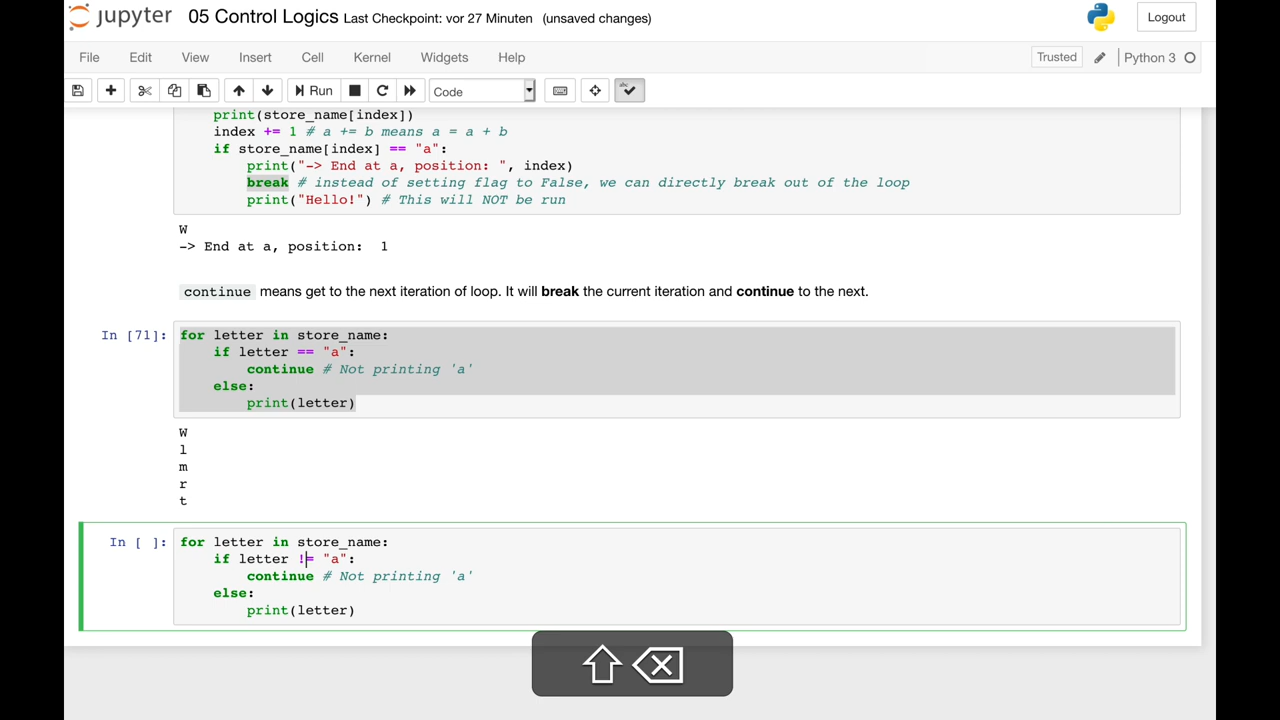 jupyter 05 Control Logics Last Checkpoint: vor 27 Minuten (unsaved changes) Logout
File Edit View Insert Cell Kernel Widgets Help Trusted Python 3
Run Code
print(store_name[index])
index += 1 # a += b means a = a + b
if store_name[index] == "a":
print("-> End at a, position: ", index)
break # instead of setting flag to False, we can directly break out of the loop
print("Hello!") # This will NOT be run
W
-> End at a, position:  1
continue means get to the next iteration of loop. It will break the current iteration and continue to the next.
In [71]: for letter in store_name:
if letter == "a":
continue # Not printing 'a'
else:
print(letter)
W
l
m
r
t
In [ ]: for letter in store_name:
if letter != "a":
continue # Not printing 'a'
else:
print(letter)